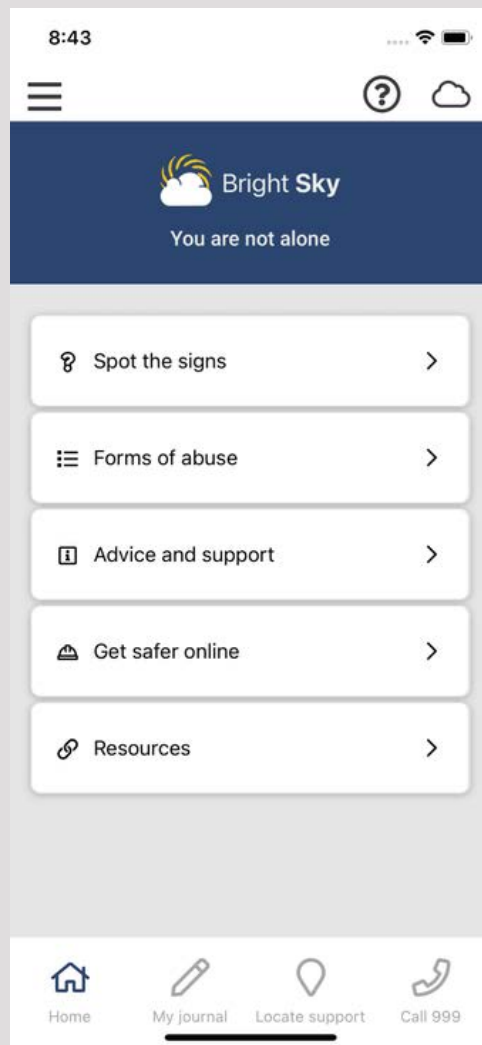 8:43
Bright Sky
You are not alone
Spot the signs
Forms of abuse
Advice and support
Get safer online
Resources
Home
My journal
Locate support
Call 999